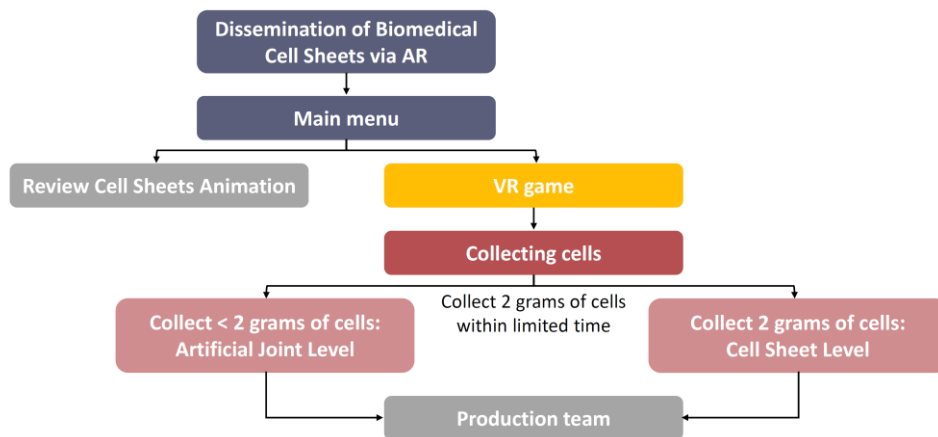 Dissemination of Biomedical
Cell Sheets via AR
Main menu
Review Cell Sheets Animation
VR game
Collecting cells
Collect 2 grams of cells
within limited time
Collect < 2 grams of cells:
Artificial Joint Level
Collect 2 grams of cells:
Cell Sheet Level
Production team